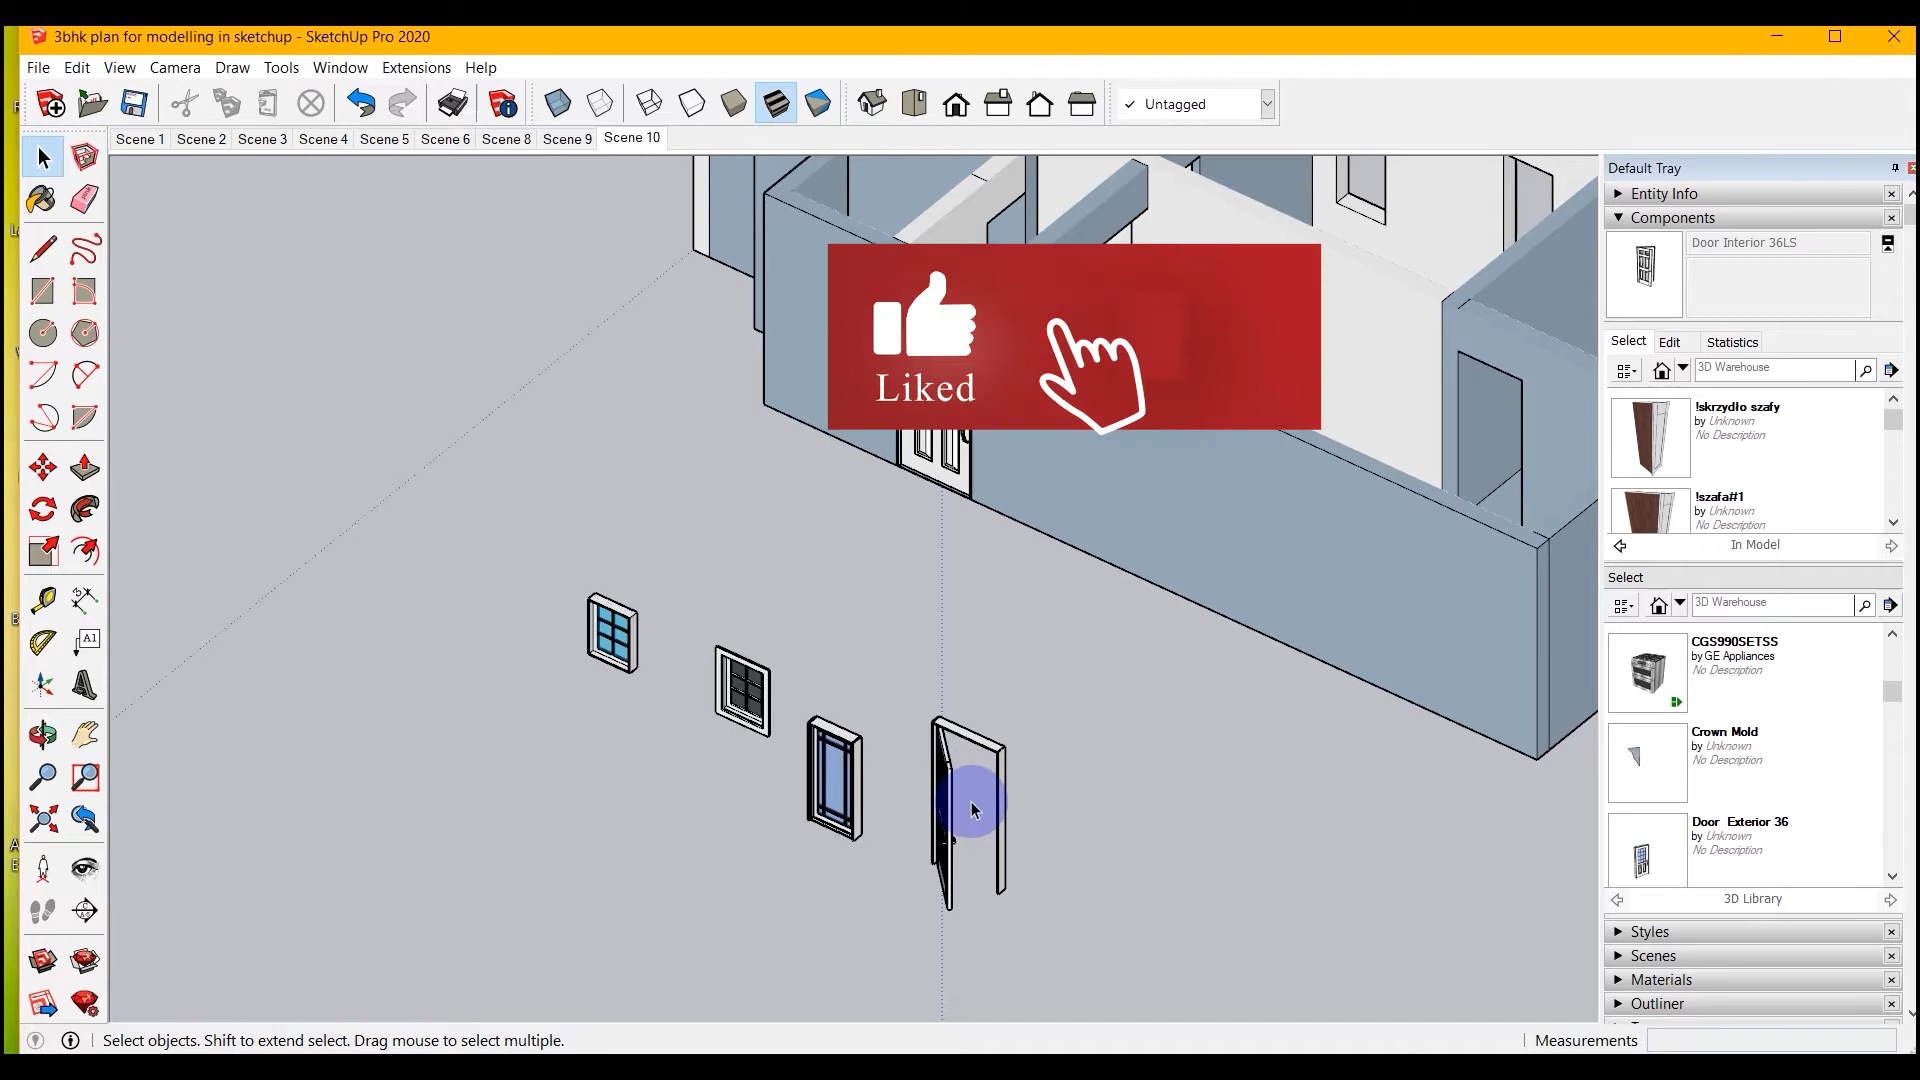 3bhk plan for modelling in sketchup - SketchUp Pro 2020
File Edit View Camera Draw Tools Window Extensions Help
Untagged
Scene 1 Scene 2 Scene 3 Scene 4 Scene 5 Scene 6 Scene 8 Scene 9 Scene 10
Default Tray
Entity Info
Components
Door Interior 36LS
Select Edit Statistics
3D Warehouse
!skrzydło szafy
by Unknown
No Description
!szafa#1
by Unknown
No Description
In Model
Select
3D Warehouse
CGS990SETSS
by GE Appliances
No Description
Crown Mold
by Unknown
No Description
Door Exterior 36
by Unknown
No Description
3D Library
Styles
Scenes
Materials
Outliner
Liked
A1
Select objects. Shift to extend select. Drag mouse to select multiple.
Measurements